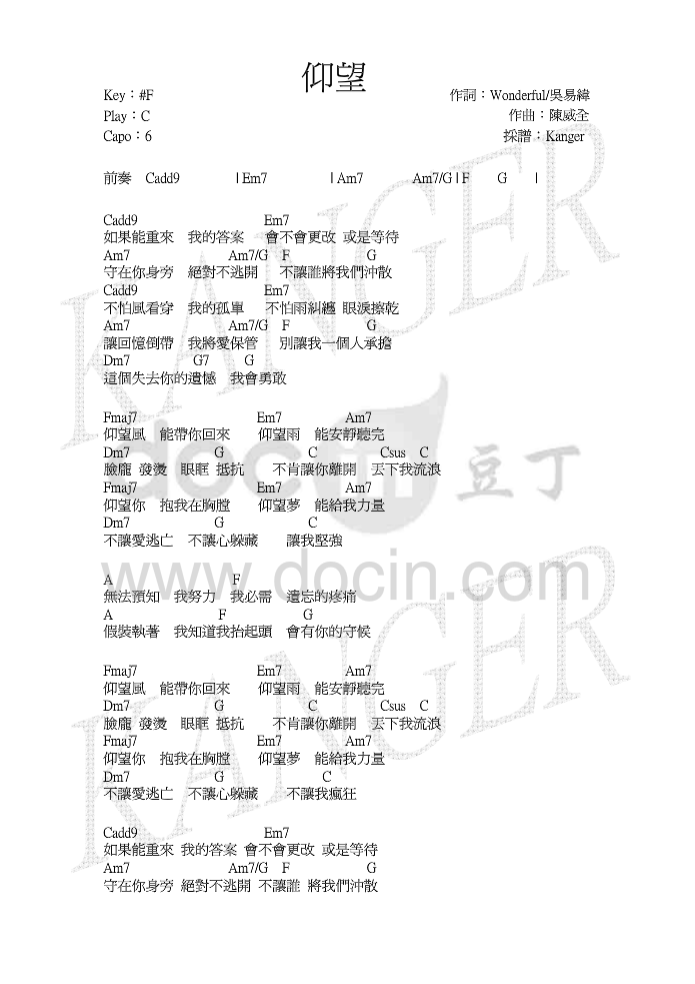 仰望
Key：#F 作詞：Wonderful/吳易緯
Play：C 作曲：陳威全
Capo：6 採譜：Kanger
前奏 Cadd9 | Em7 | Am7 Am7/G | F G |
Cadd9 Em7
如果能重來 我的答案 會不會更改 或是等待
Am7 Am7/G F G
守在你身旁 絕對不逃開 不讓誰將我們沖散
Cadd9 Em7
不怕風看穿 我的孤單 不怕雨糾纏 眼淚擦乾
Am7 Am7/G F G
讓回憶倒帶 我將愛保管 別讓我一個人承擔
Dm7 G7 G
這個失去你的遺憾 我會勇敢
Fmaj7 Em7 Am7
仰望風 能帶你回來 仰望雨 能安靜聽完
Dm7 G C Csus C
臉龐 發燙 眼眶 抵抗 不肯讓你離開 丟下我流浪
Fmaj7 Em7 Am7
仰望你 抱我在胸膛 仰望夢 能給我力量
Dm7 G C
不讓愛逃亡 不讓心躲藏 讓我堅強
A F
無法預知 我努力 我必需 遺忘的疼痛
A F G
假裝執著 我知道我抬起頭 會有你的守候
Fmaj7 Em7 Am7
仰望風 能帶你回來 仰望雨 能安靜聽完
Dm7 G C Csus C
臉龐 發燙 眼眶 抵抗 不肯讓你離開 丟下我流浪
Fmaj7 Em7 Am7
仰望你 抱我在胸膛 仰望夢 能給我力量
Dm7 G C
不讓愛逃亡 不讓心躲藏 不讓我瘋狂
Cadd9 Em7
如果能重來 我的答案 會不會更改 或是等待
Am7 Am7/G F G
守在你身旁 絕對不逃開 不讓誰 將我們沖散
KANGER
docin 豆丁
www.docin.com
KANGER
KANGER